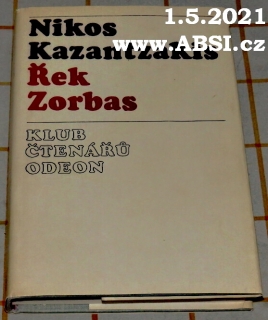 1.5.2021
www.ABSI.cz
Nikos
Kazantzakis
Řek
Zorbas
KLUB
ČTENÁŘŮ
ODEON